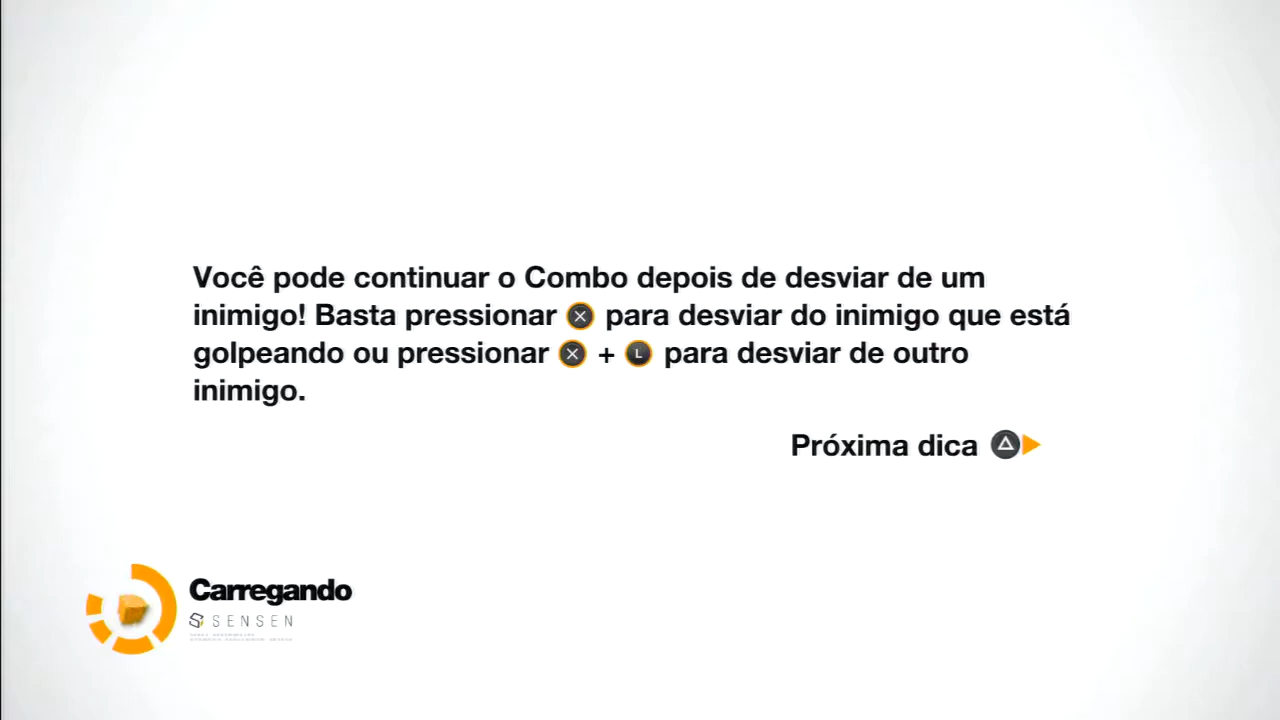 Você pode continuar o Combo depois de desviar de um
inimigo! Basta pressionar Ⓧ para desviar do inimigo que está
golpeando ou pressionar Ⓧ + Ⓛ para desviar de outro
inimigo.
Próxima dica
Carregando
SENSEN